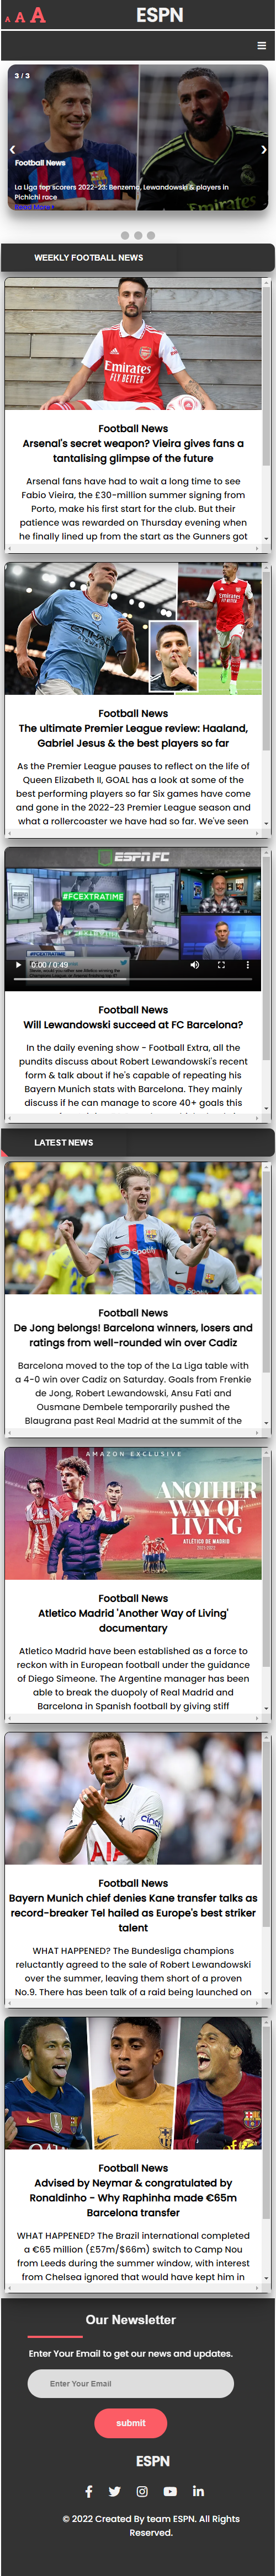 A A A ESPN
3 / 3
❮ ❯
Football News
La Liga top scorers 2022-23: Benzema, Lewandowski & players in
Pichichi race
Read More
WEEKLY FOOTBALL NEWS
Emirates
FLY BETTER
Football News
Arsenal's secret weapon? Vieira gives fans a
tantalising glimpse of the future
Arsenal fans have had to wait a long time to see
Fabio Vieira, the £30-million summer signing from
Porto, make his first start for the club. But their
patience was rewarded on Thursday evening when
he finally lined up from the start as the Gunners got
Emirates
FLY BETTER
Football News
The ultimate Premier League review: Haaland,
Gabriel Jesus & the best players so far
As the Premier League pauses to reflect on the life of
Queen Elizabeth II, GOAL has a look at some of the
best performing players so far Six games have come
and gone in the 2022-23 Premier League season and
what a rollercoaster we have had so far. We've seen
ESPN FC
#FCEXTRATIME
#FCEXTRATIME
0:00 / 0:49
Football News
Will Lewandowski succeed at FC Barcelona?
In the daily evening show - Football Extra, all the
pundits discuss about Robert Lewandowski's recent
form & talk about if he's capable of repeating his
Bayern Munich stats with Barcelona. They mainly
discuss if he can manage to score 40+ goals this
LATEST NEWS
Spotify
Football News
De Jong belongs! Barcelona winners, losers and
ratings from well-rounded win over Cadiz
Barcelona moved to the top of the La Liga table with
a 4-0 win over Cadiz on Saturday. Goals from Frenkie
de Jong, Robert Lewandowski, Ansu Fati and
Ousmane Dembele temporarily pushed the
Blaugrana past Real Madrid at the summit of the
AMAZON EXCLUSIVE
ANOTHER
WAY OF
LIVING
ATLÉTICO DE MADRID
2021-2022
Football News
Atletico Madrid 'Another Way of Living'
documentary
Atletico Madrid have been established as a force to
reckon with in European football under the guidance
of Diego Simeone. The Argentine manager has been
able to break the duopoly of Real Madrid and
Barcelona in Spanish football by giving stiff
cinch
AIA
Football News
Bayern Munich chief denies Kane transfer talks as
record-breaker Tel hailed as Europe's best striker
talent
WHAT HAPPENED? The Bundesliga champions
reluctantly agreed to the sale of Robert Lewandowski
over the summer, leaving them short of a proven
No.9. There has been talk of a raid being launched on
Football News
Advised by Neymar & congratulated by
Ronaldinho - Why Raphinha made €65m
Barcelona transfer
WHAT HAPPENED? The Brazil international completed
a €65 million (£57m/$66m) switch to Camp Nou
from Leeds during the summer window, with interest
from Chelsea ignored that would have kept him in
Our Newsletter
Enter Your Email to get our news and updates.
Enter Your Email
submit
ESPN
© 2022 Created By team ESPN. All Rights
Reserved.